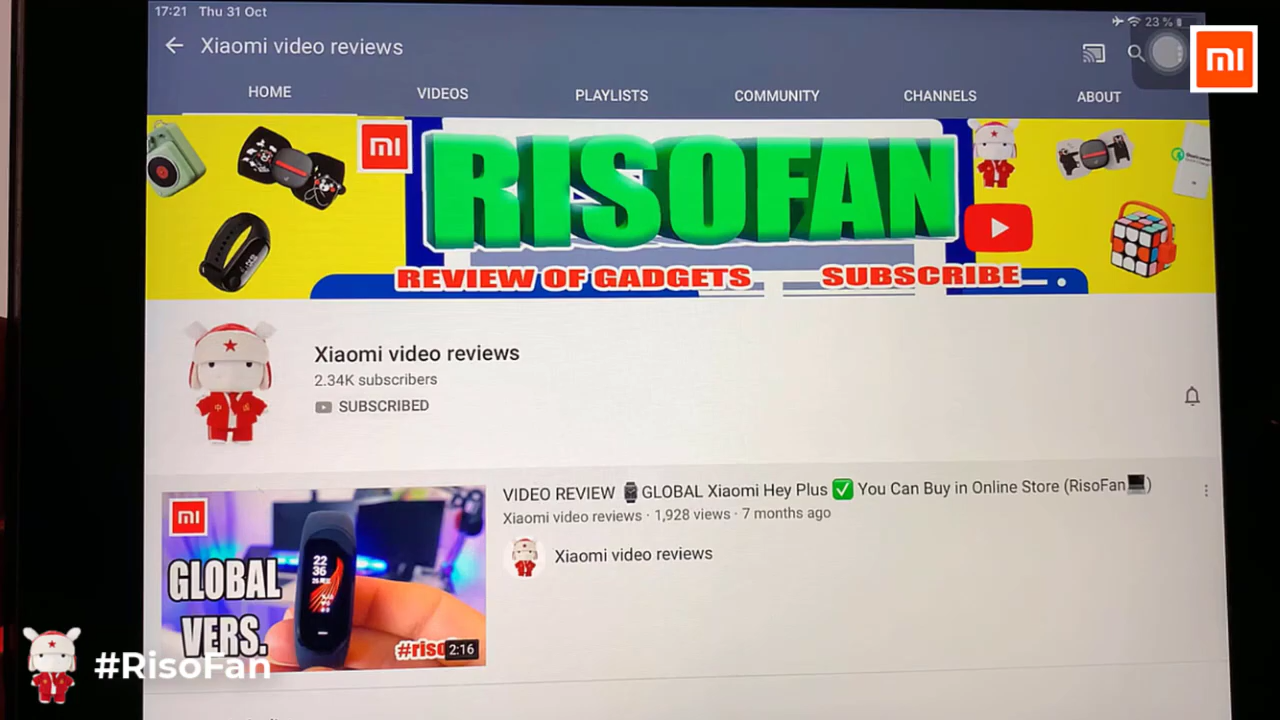 17:21 Thu 31 Oct
23 %
Xiaomi video reviews
mi
HOME VIDEOS PLAYLISTS COMMUNITY CHANNELS ABOUT
mi
RISOFAN
REVIEW OF GADGETS SUBSCRIBE
Xiaomi video reviews
2.34K subscribers
SUBSCRIBED
VIDEO REVIEW ⌚GLOBAL Xiaomi Hey Plus ✅ You Can Buy in Online Store (RisoFan💻)
Xiaomi video reviews · 1,928 views · 7 months ago
Xiaomi video reviews
mi
GLOBAL
VERS.
22
36
#riso
2:16
#RisoFan